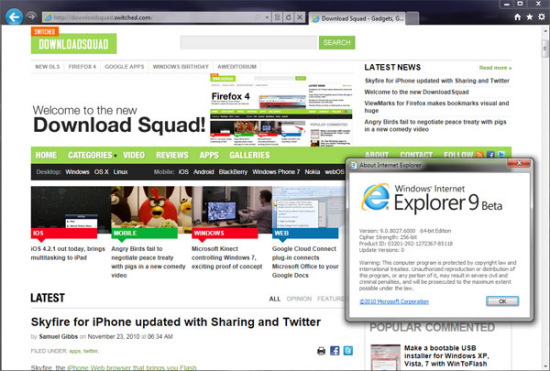 http://downloadsquad.switched.com
Download Squad - Gadgets, G...
SWITCHED
DOWNLOADSQUAD
SEARCH
NEW DLS
FIREFOX 4
GOOGLE APPS
WINDOWS BIRTHDAY
AWEDITORIUM
Welcome to the new
Download Squad!
Firefox 4
LATEST NEWS
Read more »
Skyfire for iPhone updated with Sharing and Twitter
Welcome to the new Download Squad
ViewMarks for Firefox makes bookmarks visual and
huge
Angry Birds fail to negotiate peace treaty with pigs
in a new comedy video
HOME CATEGORIES VIDEO REVIEWS APPS GALLERIES
ABOUT CONTACT FOLLOW
Desktop: Windows OS X Linux
Mobile: iOS Android BlackBerry Windows Phone 7 Nokia webOS
iOS
MOBILE
WINDOWS
WEB
iOS 4.2.1 out today, brings
multitasking to iPad
Angry Birds fail to
negotiate peace treaty
with pigs in a new
comedy video
Microsoft Kinect
controlling Windows 7,
exciting proof of concept
Google Cloud Connect
plug-in connects
Microsoft Office to your
Google Docs
About Internet Explorer
Windows Internet
Explorer 9 Beta
Version: 9.0.8027.6000 64-bit Edition
Cipher Strength: 256-bit
Product ID: 03201-292-1272367-85118
Update Versions: 0
Warning: This computer program is protected by copyright law and
international treaties. Unauthorized reproduction or distribution of
this program, or any portion of it, may result in severe civil and
criminal penalties, and will be prosecuted to the maximum extent
possible under the law.
©2010 Microsoft Corporation
OK
LATEST
ALL OPINION FEATURE
Skyfire for iPhone updated with Sharing and Twitter
by Samuel Gibbs on November 23, 2010 at 06:34 AM
FILED UNDER: apps, twitter,
Skyfire, the iPhone Web browser that brings you Flash
POPULAR COMMENTED
Make a bootable USB
installer for Windows XP,
Vista, 7 with WinToFlash